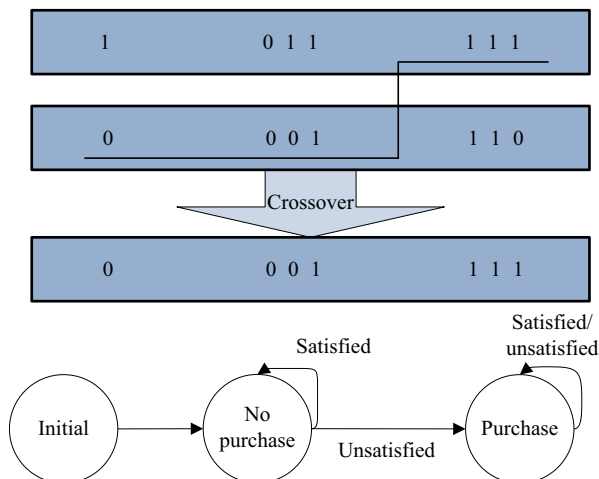 1 0 1 1 1 1 1
0 0 0 1 1 1 0
Crossover
0 0 0 1 1 1 1
Satisfied
Satisfied/
unsatisfied
Initial
No
purchase
Unsatisfied
Purchase